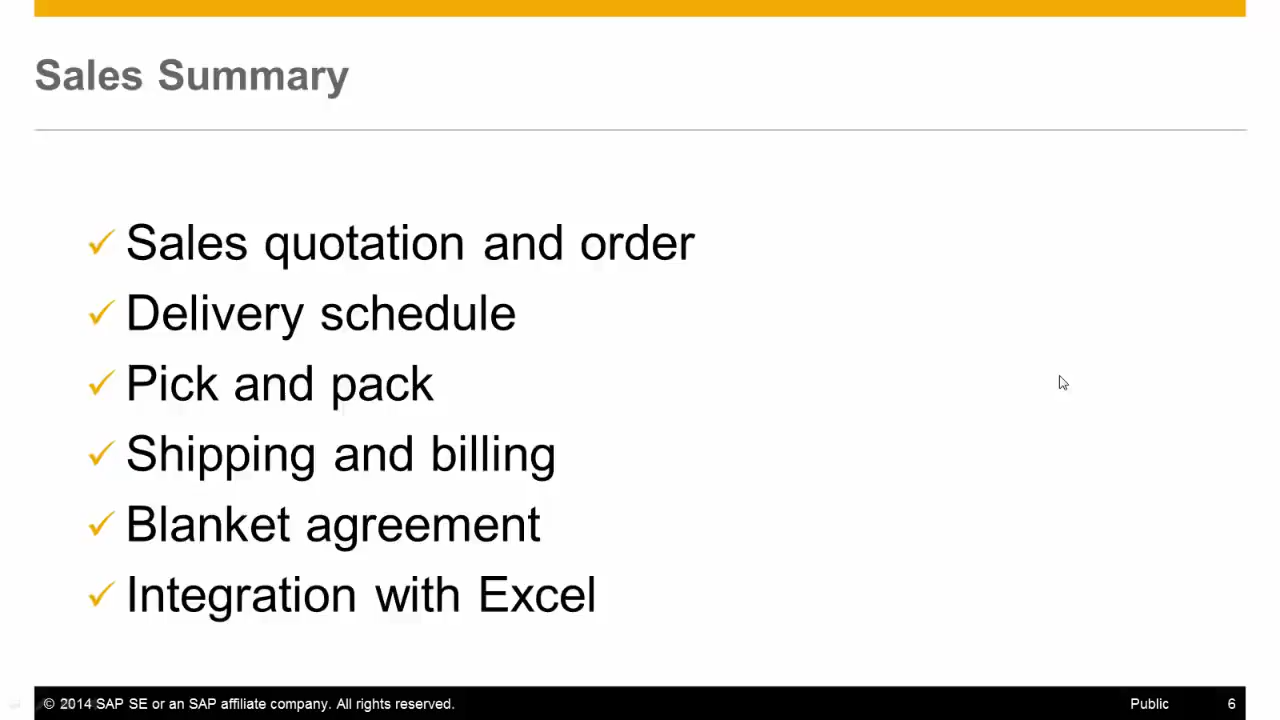 Sales Summary
Sales quotation and order
Delivery schedule
Pick and pack
Shipping and billing
Blanket agreement
Integration with Excel
© 2014 SAP SE or an SAP affiliate company. All rights reserved. Public 6